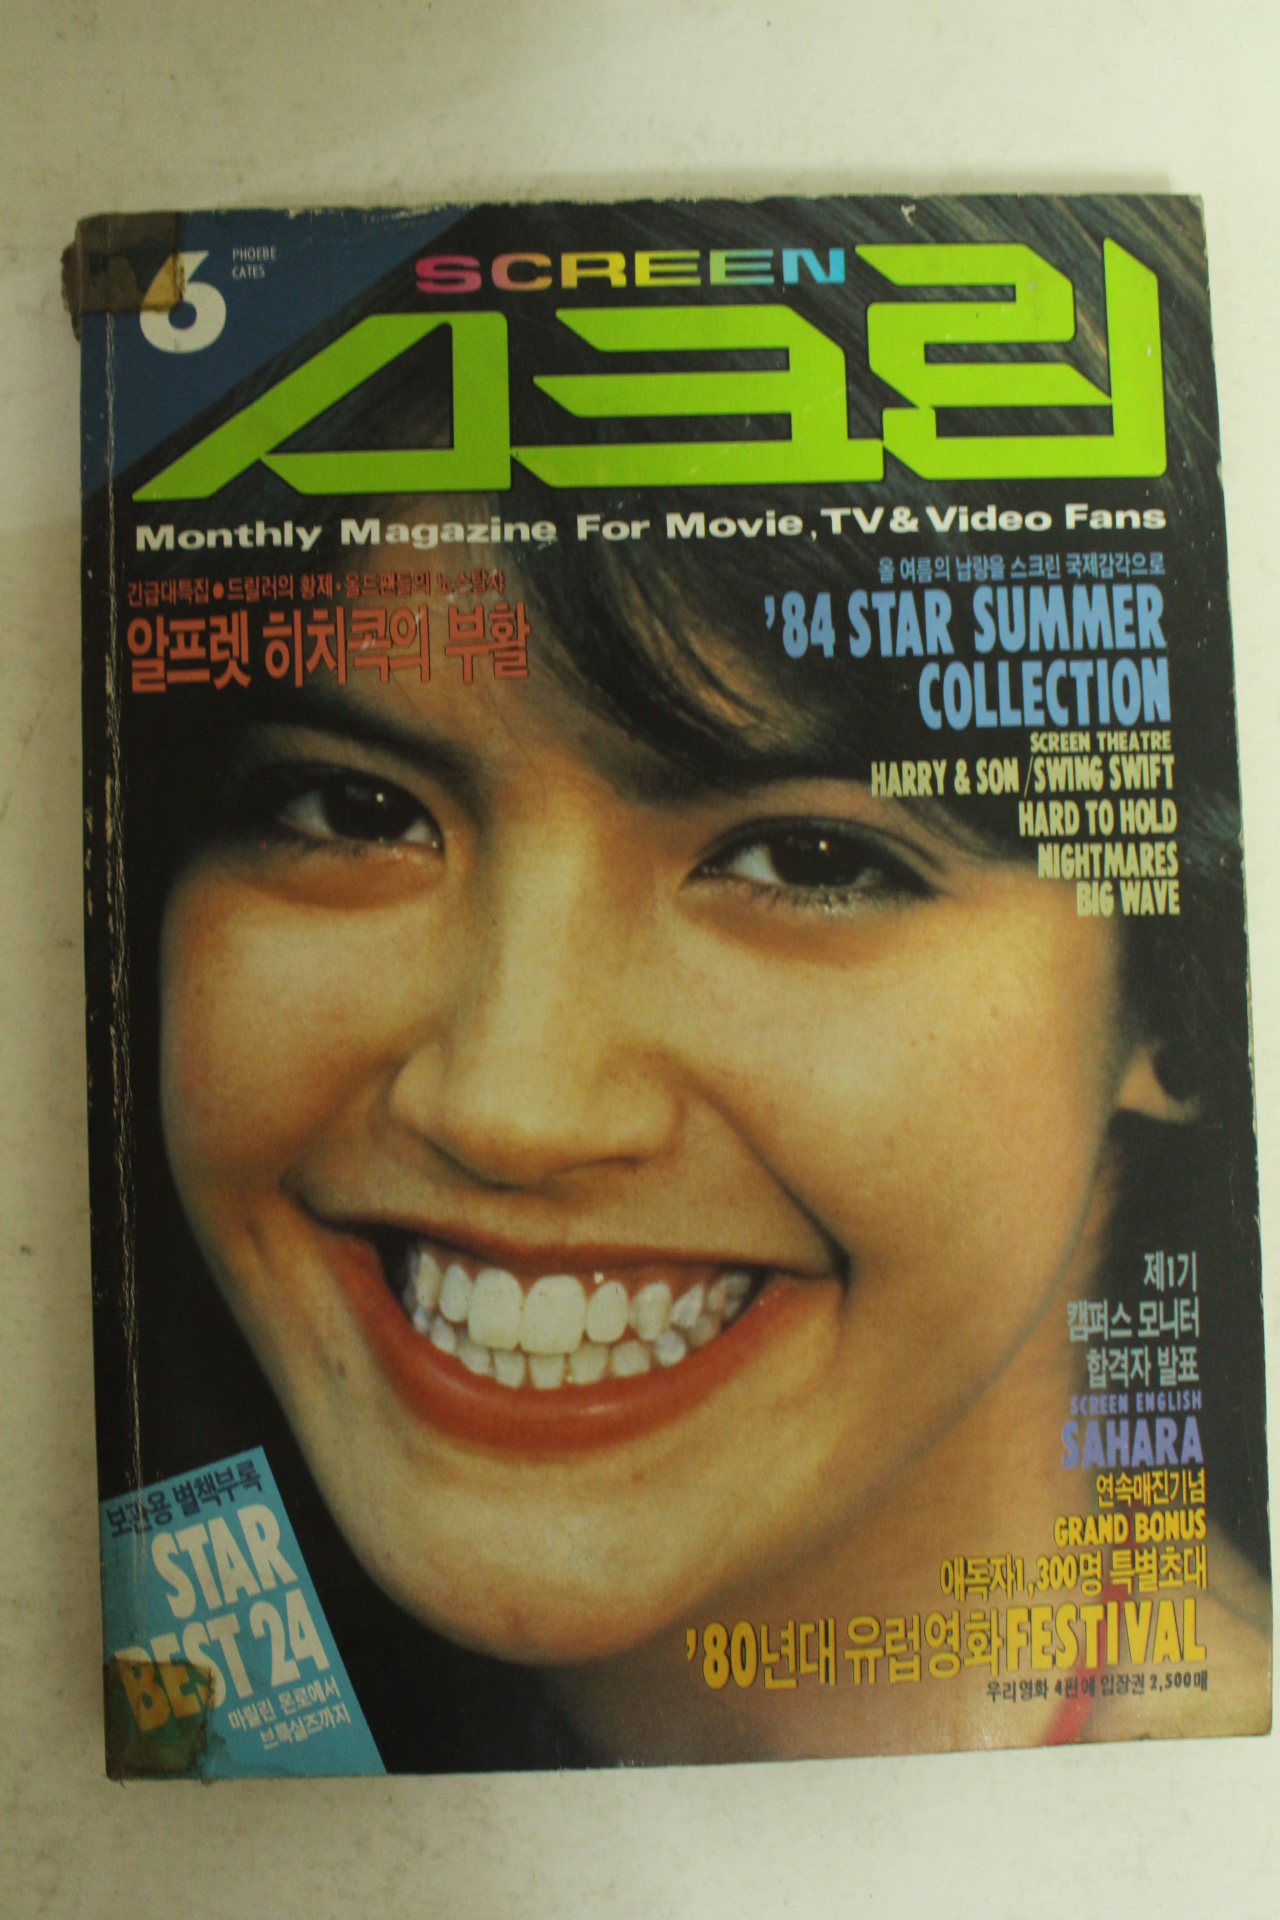 6
PHOEBE
CATES
SCREEN
스크린
Monthly Magazine For Movie, TV & Video Fans
긴급대특집●드릴러의 황제·올드팬들의 노스탈쟈
알프렛 히치콕의 부활
올 여름의 납량을 스크린 국제감각으로
'84 STAR SUMMER
COLLECTION
SCREEN THEATRE
HARRY & SON / SWING SWIFT
HARD TO HOLD
NIGHTMARES
BIG WAVE
제1기
캠퍼스 모니터
합격자 발표
SCREEN ENGLISH
SAHARA
연속매진기념
GRAND BONUS
애독자1,300명 특별초대
'80년대 유럽영화FESTIVAL
우리영화 4편에 입장권 2,500매
보관용 별책부록
STAR
BEST 24
마릴린 몬로에서
브룩실즈까지